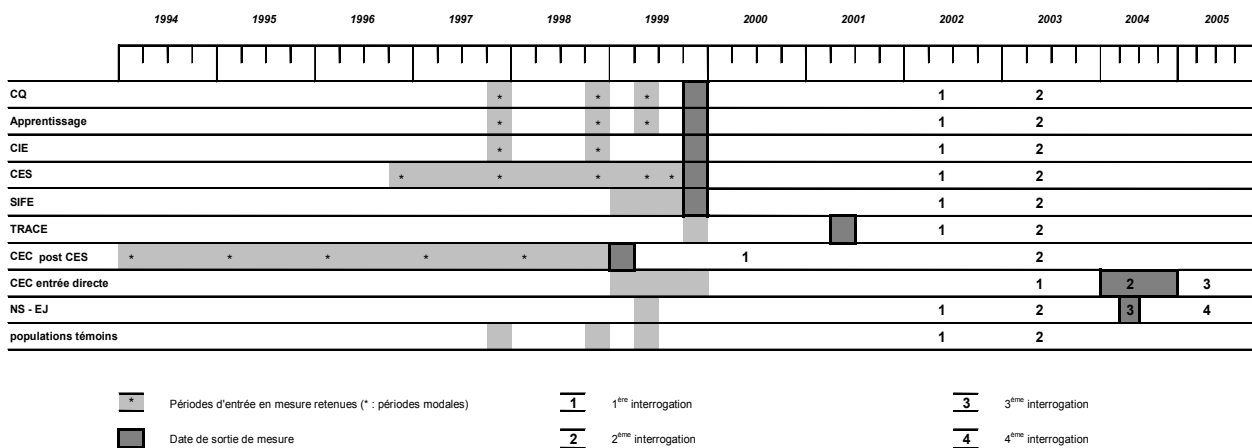 1994 1995 1996 1997 1998 1999 2000 2001 2002 2003 2004 2005
CQ * * * 1 2
Apprentissage * * * 1 2
CIE * * 1 2
CES * * * * * 1 2
SIFE 1 2
TRACE 1 2
CEC post CES * * * * * 1 2
CEC entrée directe 1 2 3
NS - EJ 1 2 3 4
populations témoins 1 2
* Périodes d'entrée en mesure retenues (* : périodes modales) 1 1ère interrogation 3 3ème interrogation
Date de sortie de mesure 2 2ème interrogation 4 4ème interrogation